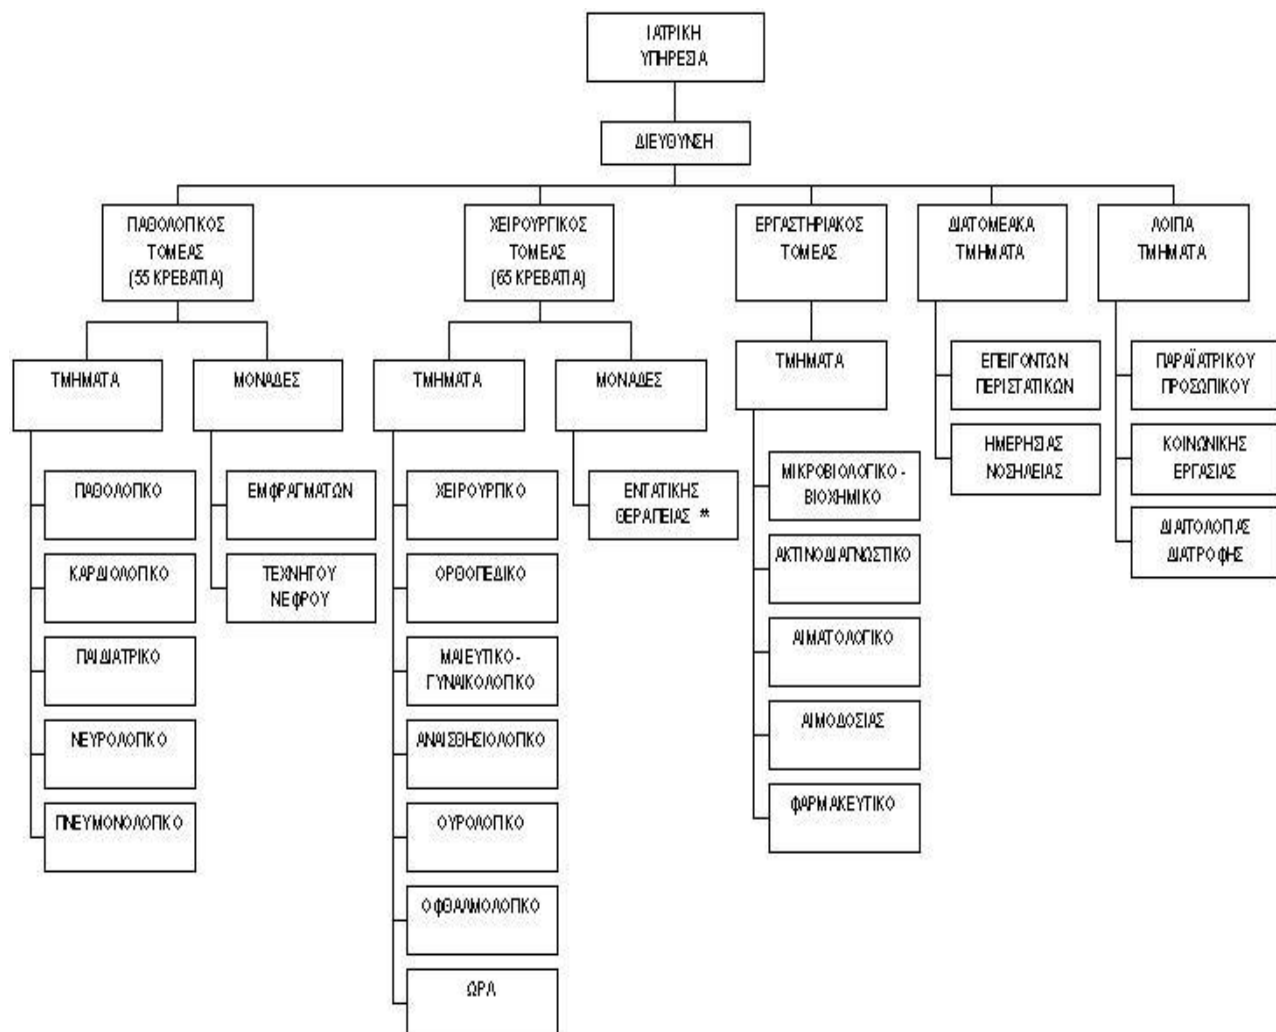 ΙΑΤΡΙΚΗ
ΥΠΗΡΕΣΙΑ
ΔΙΕΥΘΥΝΣΗ
ΠΑΘΟΛΟΓΙΚΟΣ
ΤΟΜΕΑΣ
(55 ΚΡΕΒΑΤΙΑ)
ΧΕΙΡΟΥΡΓΙΚΟΣ
ΤΟΜΕΑΣ
(65 ΚΡΕΒΑΤΙΑ)
ΕΡΓΑΣΤΗΡΙΑΚΟΣ
ΤΟΜΕΑΣ
ΔΙΑΤΟΜΕΑΚΑ
ΤΜΗΜΑΤΑ
ΛΟΙΠΑ
ΤΜΗΜΑΤΑ
ΤΜΗΜΑΤΑ
ΜΟΝΑΔΕΣ
ΤΜΗΜΑΤΑ
ΜΟΝΑΔΕΣ
ΤΜΗΜΑΤΑ
ΠΑΘΟΛΟΓΙΚΟ
ΚΑΡΔΙΟΛΟΓΙΚΟ
ΠΑΙΔΙΑΤΡΙΚΟ
ΝΕΥΡΟΛΟΓΙΚΟ
ΠΝΕΥΜΟΝΟΛΟΓΙΚΟ
ΕΜΦΡΑΓΜΑΤΩΝ
ΤΕΧΝΗΤΟΥ
ΝΕΦΡΟΥ
ΧΕΙΡΟΥΡΓΙΚΟ
ΟΡΘΟΠΕΔΙΚΟ
ΜΑΙΕΥΤΙΚΟ -
ΓΥΝΑΙΚΟΛΟΓΙΚΟ
ΑΝΑΙΣΘΗΣΙΟΛΟΓΙΚΟ
ΟΥΡΟΛΟΓΙΚΟ
ΟΦΘΑΛΜΟΛΟΓΙΚΟ
ΩΡΛ
ΕΝΤΑΤΙΚΗΣ
ΘΕΡΑΠΕΙΑΣ **
ΜΙΚΡΟΒΙΟΛΟΓΙΚΟ -
ΒΙΟΧΗΜΙΚΟ
ΑΚΤΙΝΟΔΙΑΓΝΩΣΤΙΚΟ
ΑΙΜΑΤΟΛΟΓΙΚΟ
ΑΙΜΟΔΟΣΙΑΣ
ΦΑΡΜΑΚΕΥΤΙΚΟ
ΕΠΕΙΓΟΝΤΩΝ
ΠΕΡΙΣΤΑΤΙΚΩΝ
ΗΜΕΡΗΣΙΑΣ
ΝΟΣΗΛΕΙΑΣ
ΠΑΡΑΪΑΤΡΙΚΟΥ
ΠΡΟΣΩΠΙΚΟΥ
ΚΟΙΝΩΝΙΚΗΣ
ΕΡΓΑΣΙΑΣ
ΔΙΑΙΤΟΛΟΓΙΑΣ
ΔΙΑΤΡΟΦΗΣ